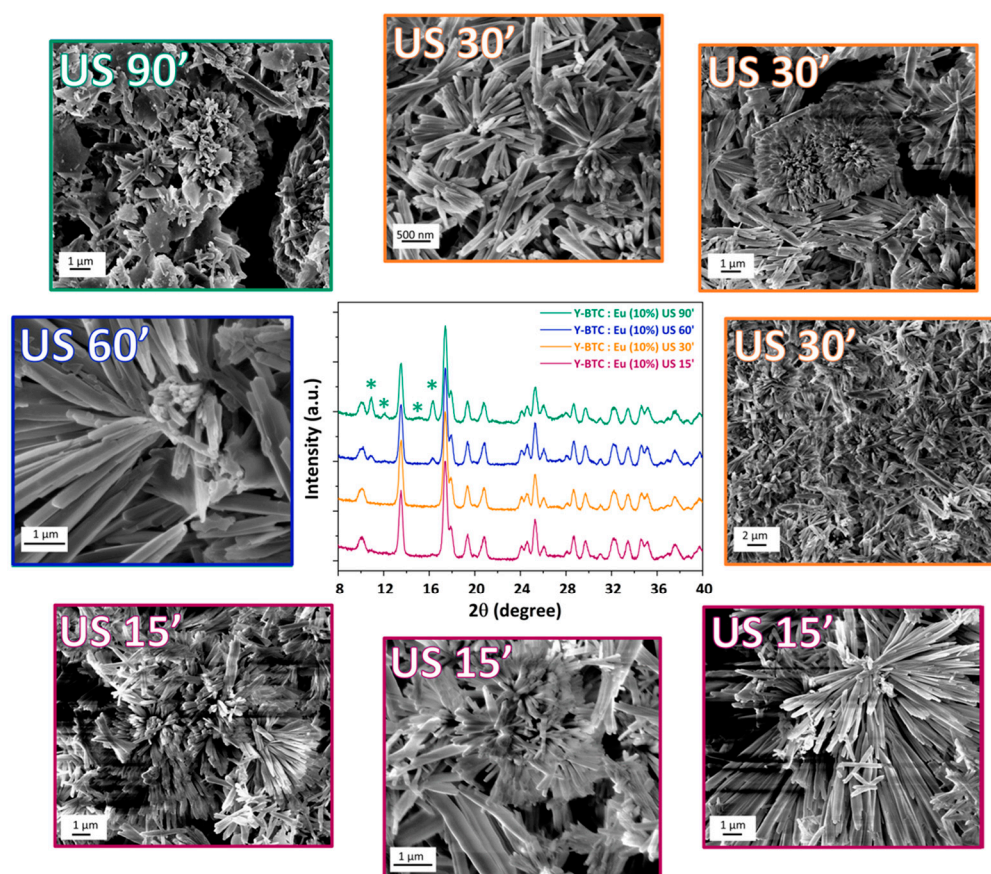 US 90’
1 µm
US 30’
500 nm
US 30’
1 µm
US 60’
1 µm
Intensity (a.u.)
Y-BTC : Eu (10%) US 90’
Y-BTC : Eu (10%) US 60’
Y-BTC : Eu (10%) US 30’
Y-BTC : Eu (10%) US 15’
* * * *
8 12 16 20 24 28 32 36 40
2θ (degree)
US 30’
2 µm
US 15’
1 µm
US 15’
1 µm
US 15’
1 µm